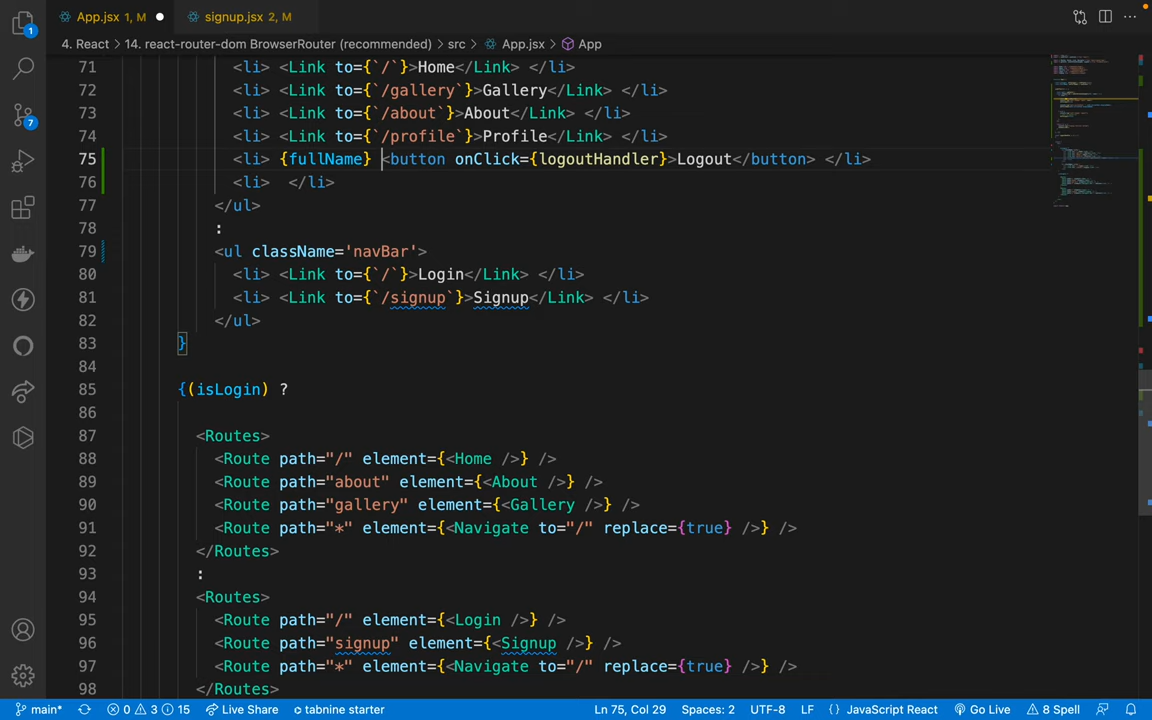 App.jsx 1, M ● signup.jsx 2, M
4. React > 14. react-router-dom BrowserRouter (recommended) > src > App.jsx > App
71 <li> <Link to={`/`}>Home</Link> </li>
72 <li> <Link to={`/gallery`}>Gallery</Link> </li>
73 <li> <Link to={`/about`}>About</Link> </li>
74 <li> <Link to={`/profile`}>Profile</Link> </li>
75 <li> {fullName} <button onClick={logoutHandler}>Logout</button> </li>
76 <li>  </li>
77 </ul>
78 :
79 <ul className='navBar'>
80 <li> <Link to={`/`}>Login</Link> </li>
81 <li> <Link to={`/signup`}>Signup</Link> </li>
82 </ul>
83 }
84
85 {(isLogin) ?
86
87 <Routes>
88 <Route path="/" element={<Home />} />
89 <Route path="about" element={<About />} />
90 <Route path="gallery" element={<Gallery />} />
91 <Route path="*" element={<Navigate to="/" replace={true} />} />
92 </Routes>
93 :
94 <Routes>
95 <Route path="/" element={<Login />} />
96 <Route path="signup" element={<Signup />} />
97 <Route path="*" element={<Navigate to="/" replace={true} />} />
98 </Routes>
1
7
main* 0 3 15 Live Share tabnine starter Ln 75, Col 29 Spaces: 2 UTF-8 LF {} JavaScript React Go Live 8 Spell